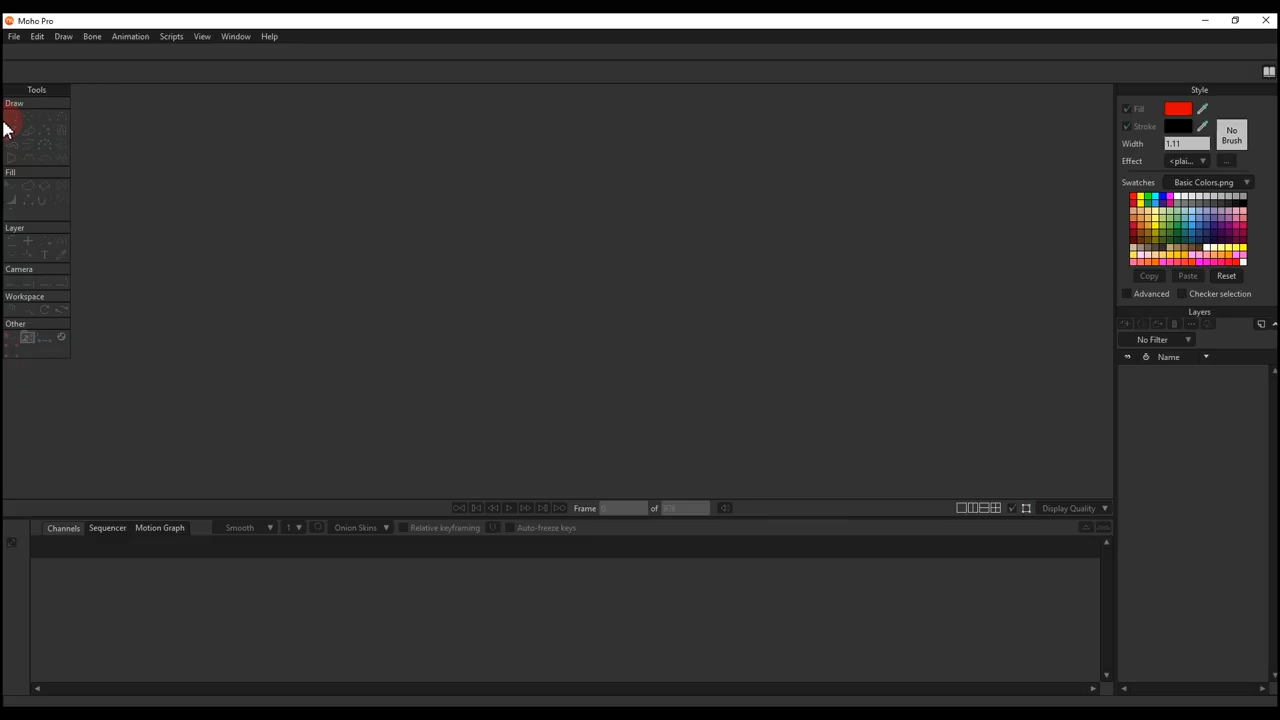 Moho Pro
File Edit Draw Bone Animation Scripts View Window Help
Tools
Draw
Fill
Layer
T
Camera
Workspace
Other
Style
Fill
Stroke
No
Brush
Width 1.11
Effect <plai... ...
Swatches Basic Colors.png
Copy Paste Reset
Advanced Checker selection
Layers
No Filter
Name
Frame 0 of
Display Quality
Channels Sequencer Motion Graph Smooth 1 Onion Skins Relative keyframing Auto-freeze keys